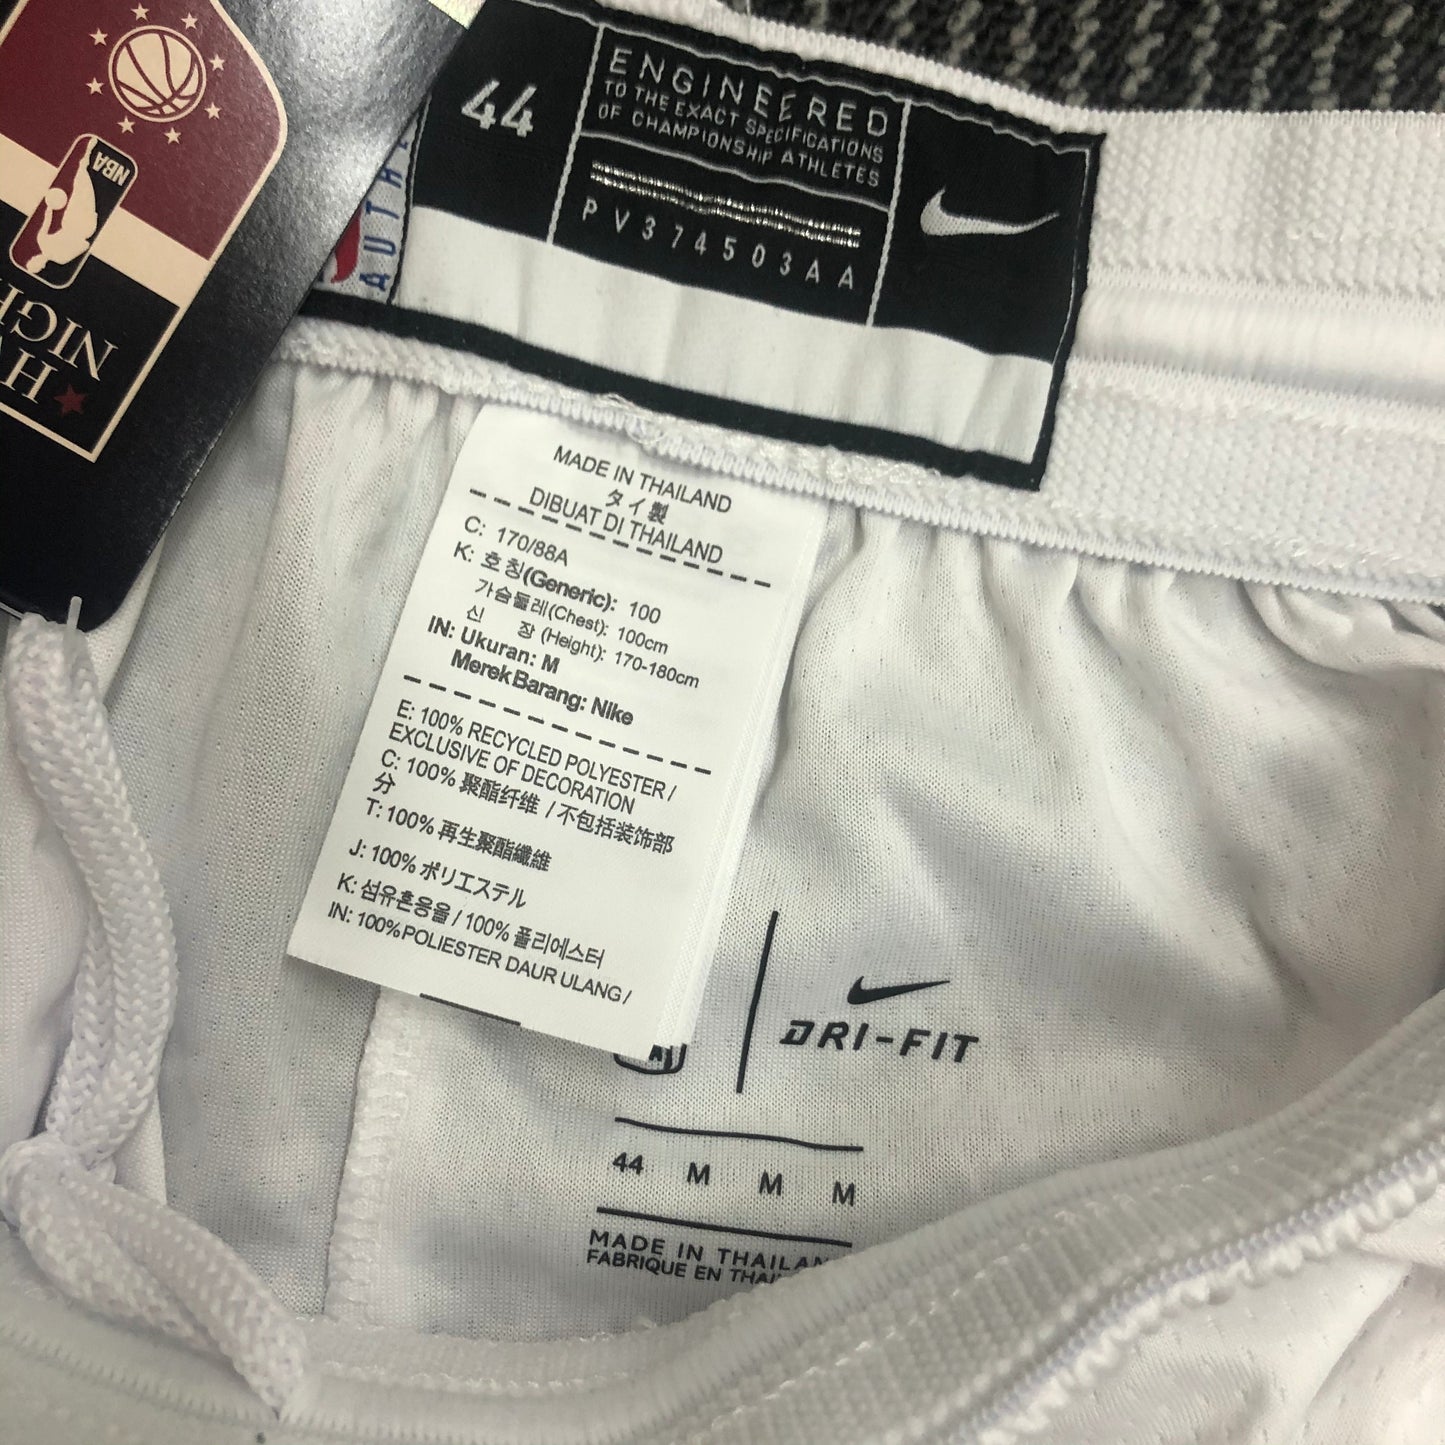 NBA
44
ENGINEERED
TO THE EXACT SPECIFICATIONS
OF CHAMPIONSHIP ATHLETES
PV374503AA
MADE IN THAILAND
タイ製
DIBUAT DI THAILAND
C: 170/88A
K: 호칭(Generic): 100
가슴둘레(Chest): 100cm
신 장 (Height): 170-180cm
IN: Ukuran: M
Merek Barang: Nike
E: 100% RECYCLED POLYESTER /
EXCLUSIVE OF DECORATION
C: 100% 聚酯纤维 / 不包括装饰部
分
T: 100% 再生聚酯纖維
J: 100% ポリエステル
K: 섬유혼용율 / 100% 폴리에스터
IN: 100% POLIESTER DAUR ULANG /
DRI-FIT
44 M M M
MADE IN THAILAN
FABRIQUE EN THAI